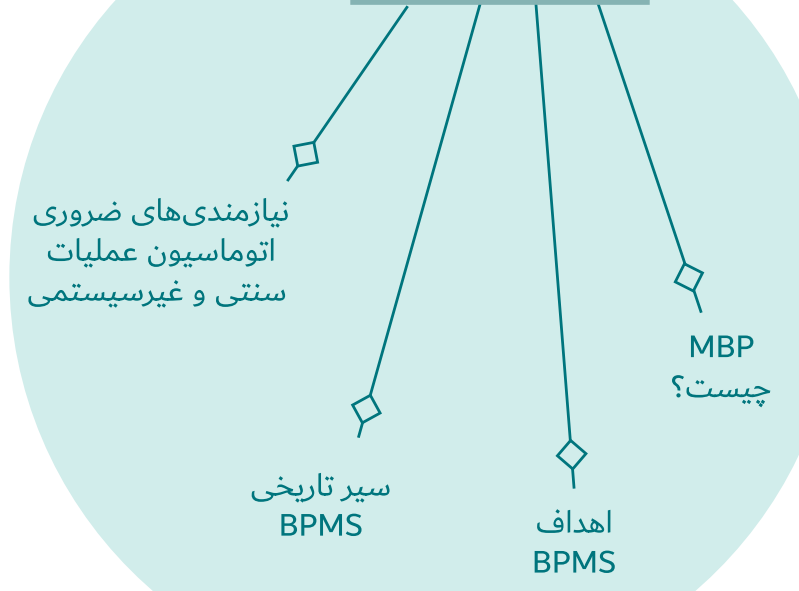 MBP
چیست؟
اهداف
BPMS
سیر تاریخی
BPMS
نیازمندی‌های ضروری
اتوماسیون عملیات
سنتی و غیرسیستمی